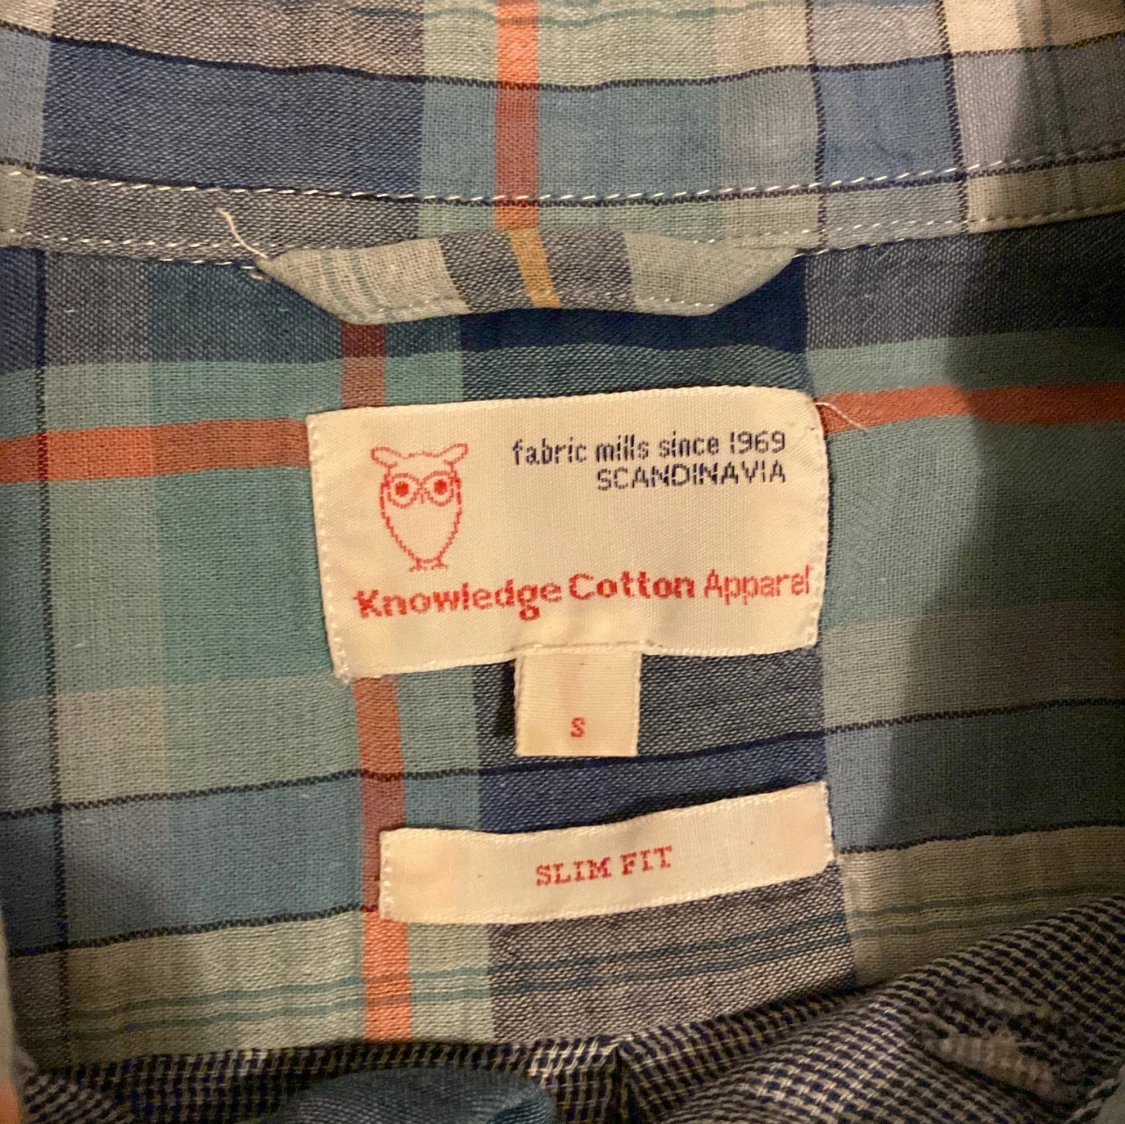 fabric mills since 1969
SCANDINAVIA
Knowledge Cotton Apparel
S
SLIM FIT